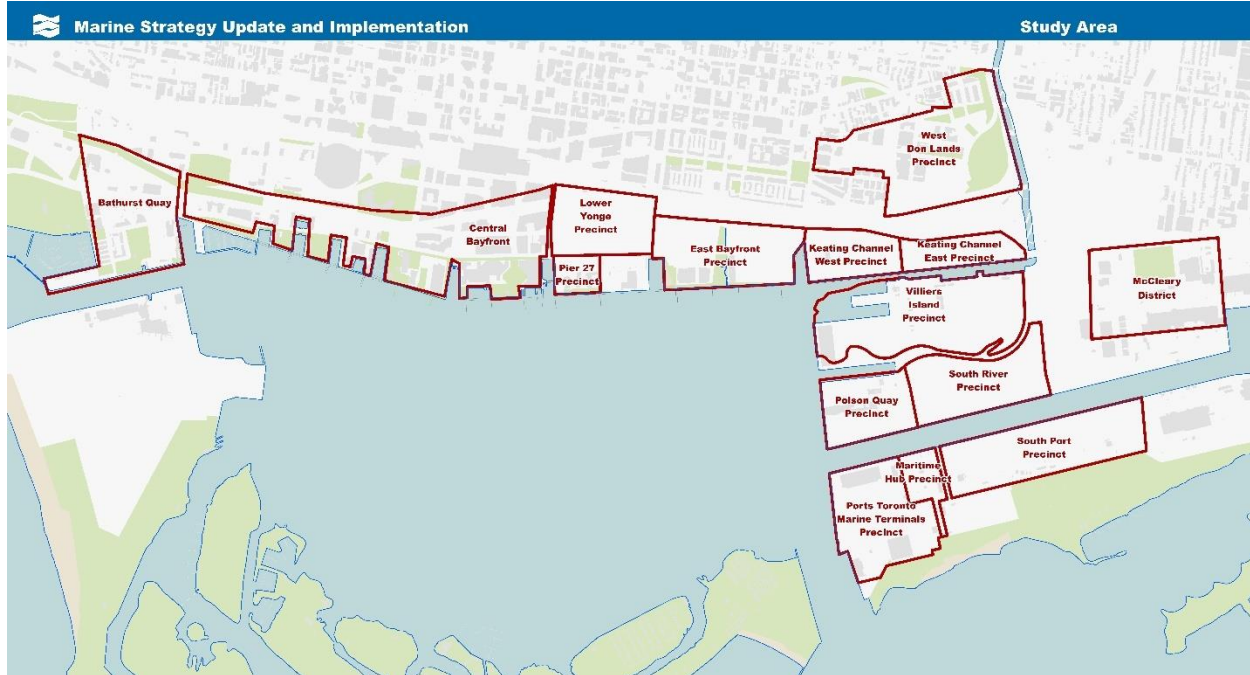 Marine Strategy Update and Implementation
Study Area
West
Don Lands
Precinct
Bathurst Quay
Central
Bayfront
Lower
Yonge
Precinct
Pier 27
Precinct
East Bayfront
Precinct
Keating Channel
West Precinct
Keating Channel
East Precinct
Villiers
Island
Precinct
McCleary
District
South River
Precinct
Polson Quay
Precinct
South Port
Precinct
Maritime
Hub Precinct
Ports Toronto
Marine Terminals
Precinct